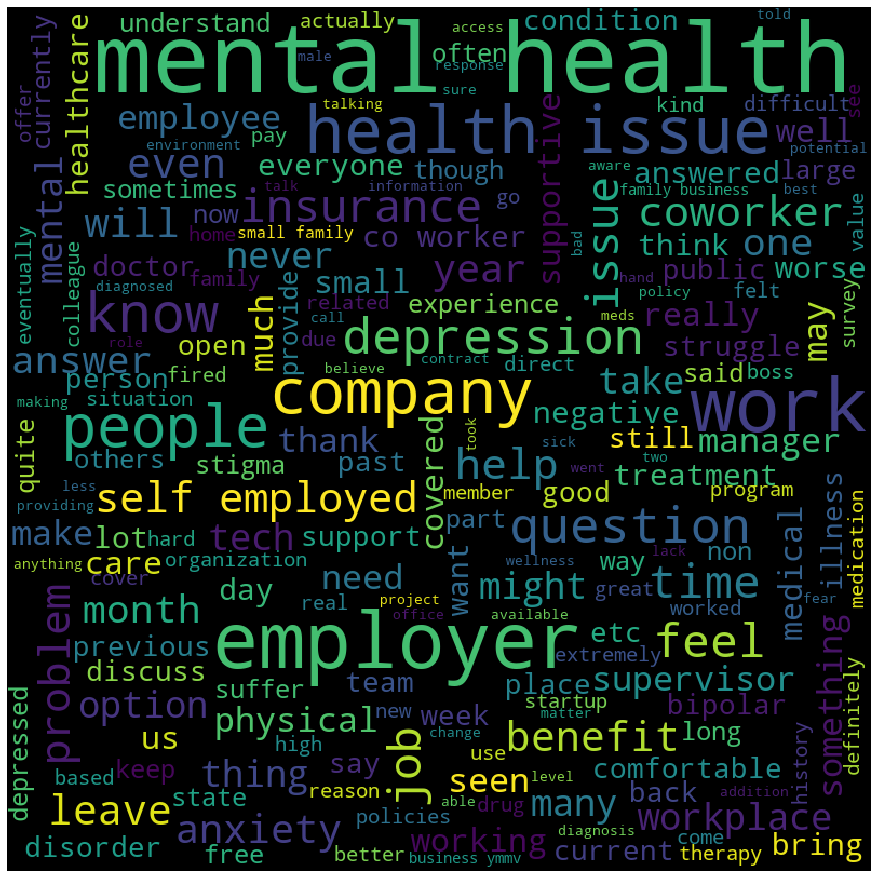 understand
actually
condition
told
access
mental health
male
often
response
sure
offer
currently
healthcare
talking
kind
difficult
see
employee
health issue
well
environment
pay
supportive
potential
even
everyone
though
aware
answered
large
mental
sometimes
talk
information
go
family business
best
will
now
insurance
issue
coworker
home
small family
co worker
never
bad
think
one
value
eventually
colleague
doctor
year
public
worse
diagnosed
family
small
hand
policy
felt
know
related
experience
meds
really
may
survey
much
provide
call
role
due
depression
struggle
answer
open
contract
direct
person
fired
believe
take
said
boss
making
situation
company
work
people
negative
quite
thank
covered
took
sick
still
manager
others
stigma
past
help
two
went
treatment
less
self employed
member
good
program
providing
make
lot
hard
tech
support
part
question
non
medical
illness
medication
anything
care
organization
wellness
lack
way
cover
need
want
might
great
time
fear
problem
day
real
project
month
office
available
worked
previous
employer
etc
feel
extremely
discuss
team
place
supervisor
something
definitely
depressed
suffer
startup
option
physical
new
week
matter
bipolar
us
high
change
benefit
long
history
based
keep
thing
say
job
use
seen
level
comfortable
leave
state
reason
able
drug
many
back
addition
anxiety
policies
workplace
disorder
free
better
working
diagnosis
current
come
therapy
bring
business ymmv